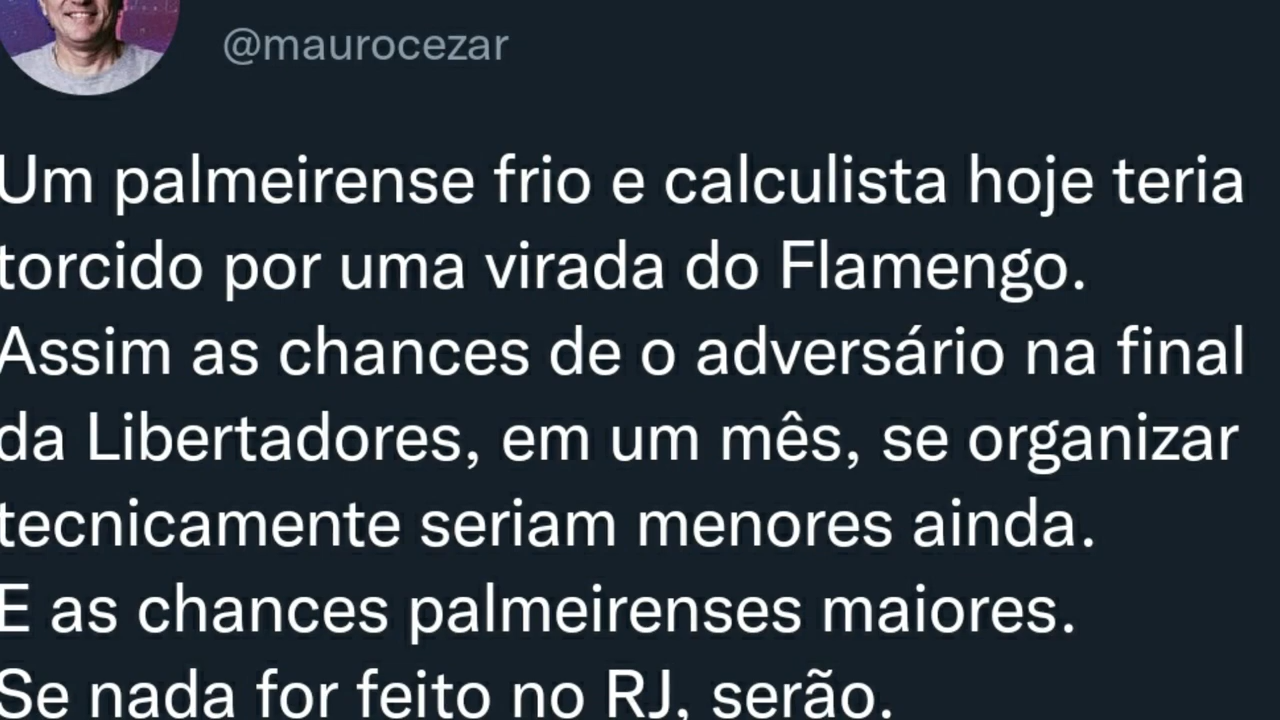 @maurocezar
Um palmeirense frio e calculista hoje teria
torcido por uma virada do Flamengo.
Assim as chances de o adversário na final
da Libertadores, em um mês, se organizar
tecnicamente seriam menores ainda.
E as chances palmeirenses maiores.
Se nada for feito no RJ, serão.